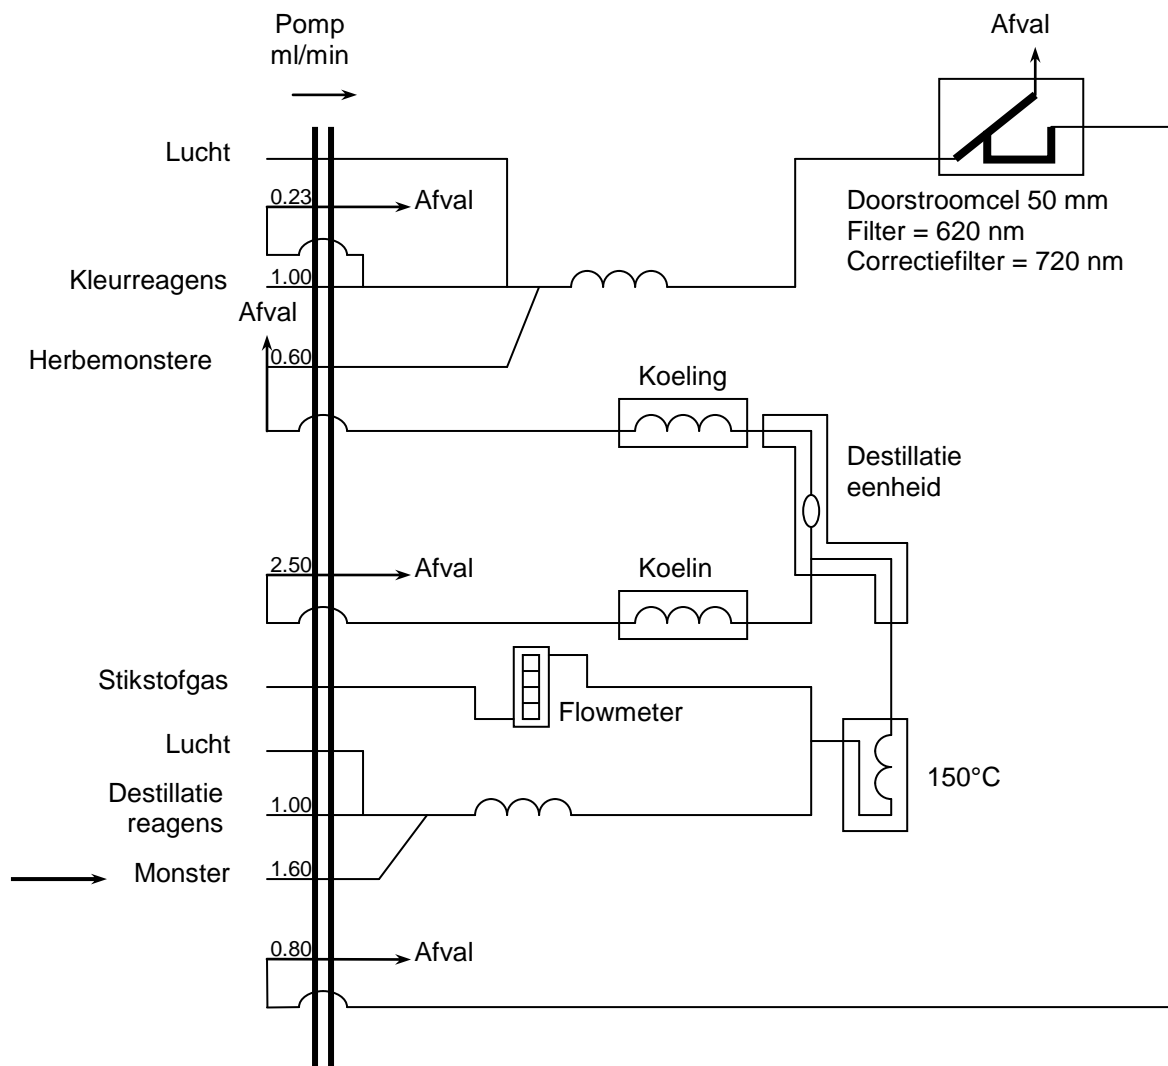 Pomp
ml/min
Afval
Lucht
0.23
Afval
Doorstroomcel 50 mm
Filter = 620 nm
Correctiefilter = 720 nm
Kleurreagens
1.00
Afval
Herbemonstere
0.60
Koeling
Destillatie
eenheid
2.50
Afval
Koelin
Stikstofgas
Flowmeter
Lucht
150°C
Destillatie
reagens
1.00
Monster
1.60
0.80
Afval